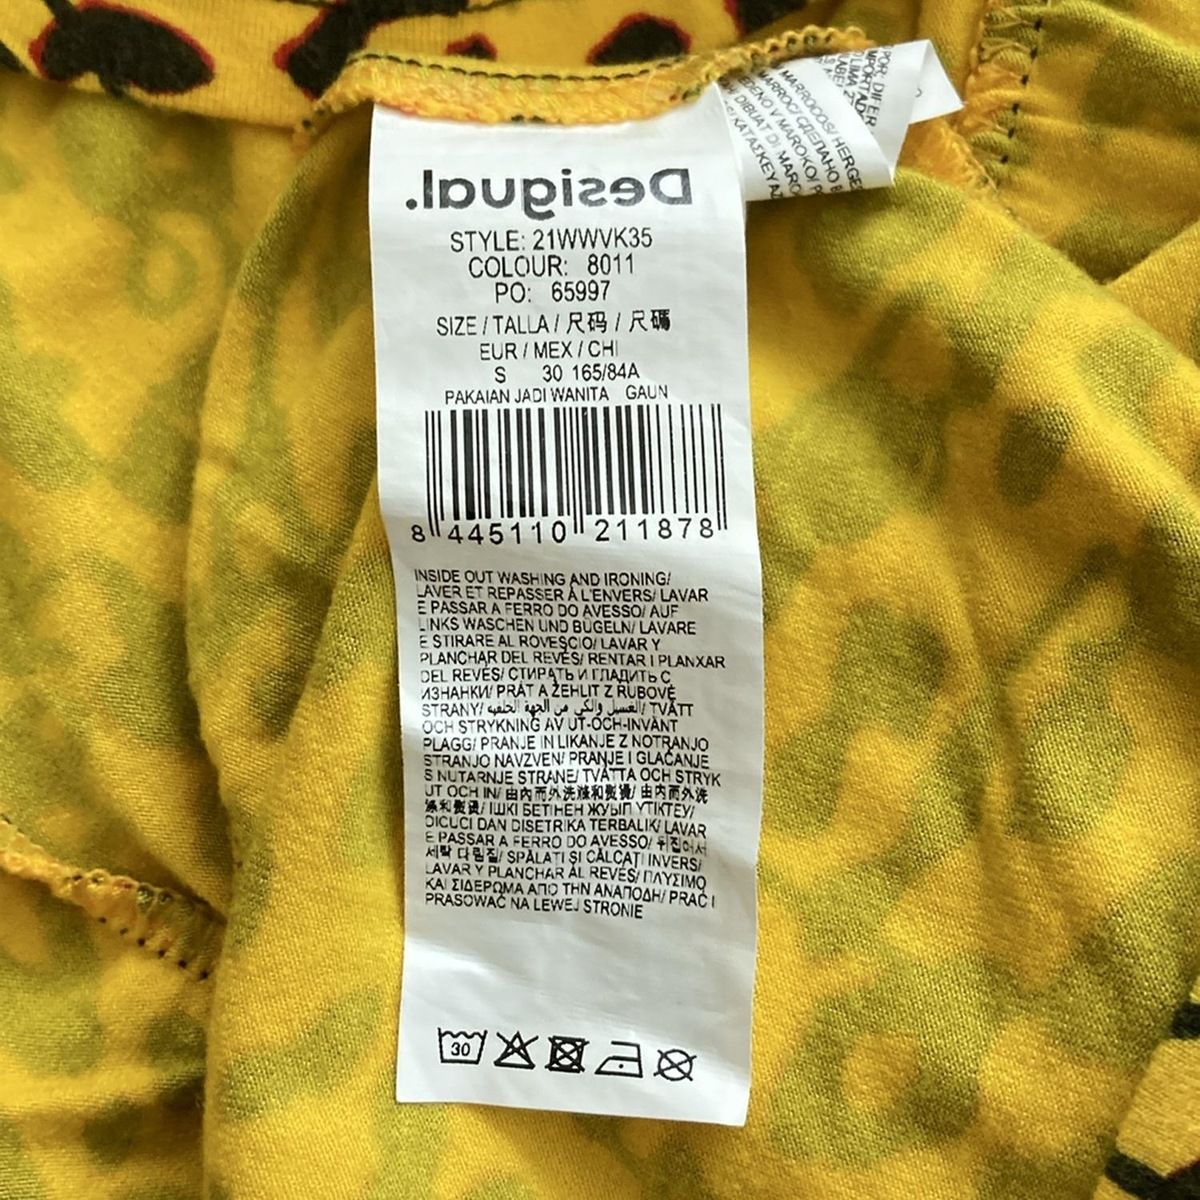 Desigual.
STYLE: 21WWVK35
COLOUR: 8011
PO: 65997
SIZE / TALLA / 尺码 / 尺碼
EUR / MEX / CHI
S 30 165/84A
PAKAIAN JADI WANITA GAUN
8 445110 211878
INSIDE OUT WASHING AND IRONING/
LAVER ET REPASSER À L'ENVERS/ LAVAR
E PASSAR A FERRO DO AVESSO/ AUF
LINKS WASCHEN UND BÜGELN/ LAVARE
E STIRARE AL ROVESCIO/ LAVAR Y
PLANCHAR DEL REVÉS/ RENTAR I PLANXAR
DEL REVÉS/ СТИРАТЬ И ГЛАДИТЬ С
ИЗНАНКИ/ PRÁT A ŽEHLIT Z RUBOVÉ
STRANY/ الغسيل والكي من الجهة الخلفيه/ TVÄTT
OCH STRYKNING AV UT-OCH-INVÄNT
PLAGG/ PRANJE IN LIKANJE Z NOTRANJO
STRANJO NAVZVEN/ PRANJE I GLAČANJE
S NUTARNJE STRANE/ TVÄTTA OCH STRYK
UT OCH IN/ 由内而外洗涤和熨烫/ 由内而外洗
滌和熨燙/ ІШКІ БЕТІНЕН ЖУЫП ҮТІКТЕУ/
DICUCI DAN DISETRIKA TERBALIK/ LAVAR
E PASSAR A FERRO DO AVESSO/ 뒤집어서
세탁 다림질/ SPĂLAȚI ȘI CĂLCAȚI INVERS/
LAVAR Y PLANCHAR AL REVÉS/ ΠΛΥΣΙΜΟ
ΚΑΙ ΣΙΔΕΡΩΜΑ ΑΠΟ ΤΗΝ ΑΝΑΠΟΔΗ/ PRAĆ I
PRASOWAĆ NA LEWEJ STRONIE
30